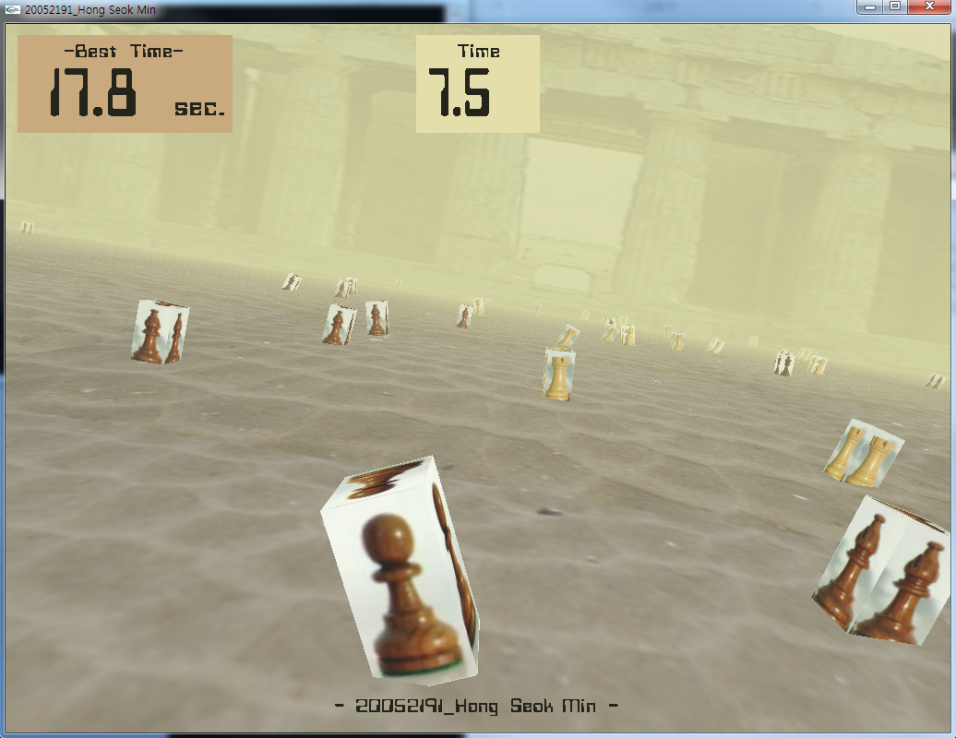 20052191_Hong Seok Min
-Best Time-
17.8 sec.
Time
7.5
- 20052191_Hong Seok Min -